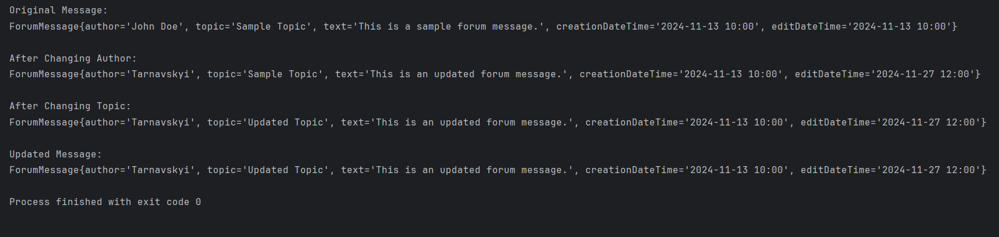 Original Message:
ForumMessage{author='John Doe', topic='Sample Topic', text='This is a sample forum message.', creationDateTime='2024-11-13 10:00', editDateTime='2024-11-13 10:00'}
After Changing Author:
ForumMessage{author='Tarnavskyi', topic='Sample Topic', text='This is an updated forum message.', creationDateTime='2024-11-13 10:00', editDateTime='2024-11-27 12:00'}
After Changing Topic:
ForumMessage{author='Tarnavskyi', topic='Updated Topic', text='This is an updated forum message.', creationDateTime='2024-11-13 10:00', editDateTime='2024-11-27 12:00'}
Updated Message:
ForumMessage{author='Tarnavskyi', topic='Updated Topic', text='This is an updated forum message.', creationDateTime='2024-11-13 10:00', editDateTime='2024-11-27 12:00'}
Process finished with exit code 0